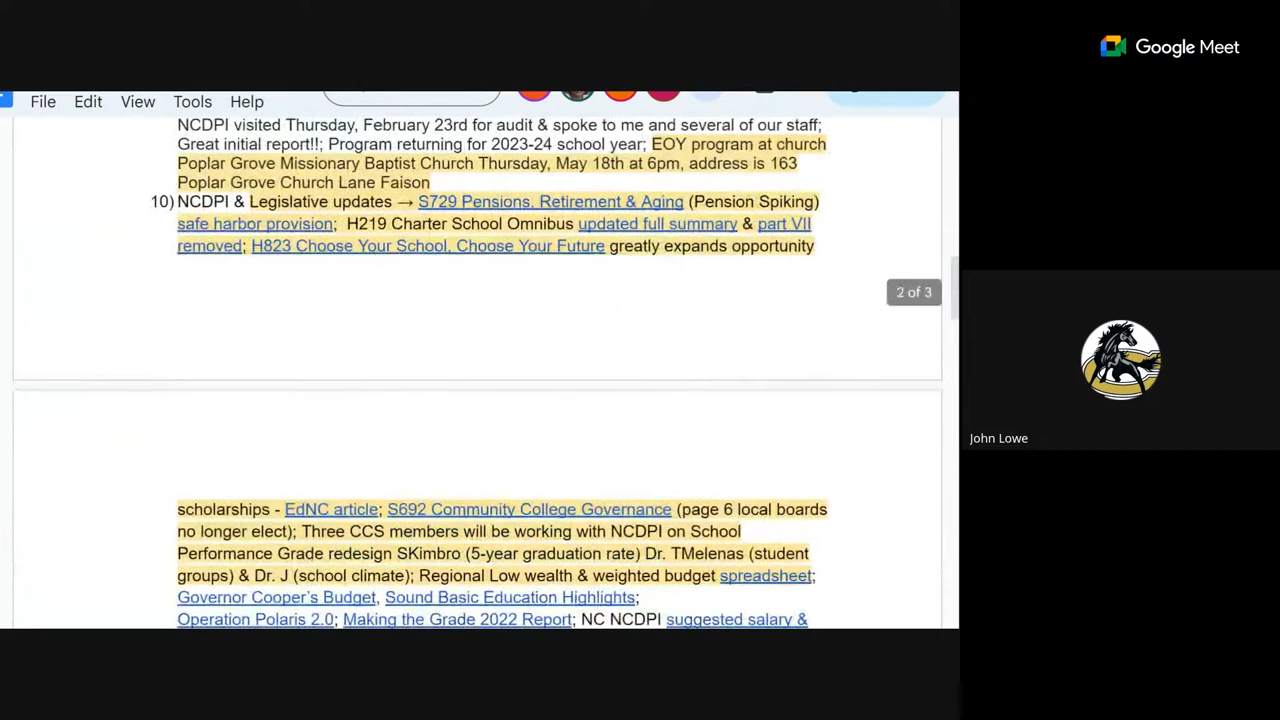 Google Meet
File Edit View Tools Help
NCDPI visited Thursday, February 23rd for audit & spoke to me and several of our staff;
Great initial report!!; Program returning for 2023-24 school year; EOY program at church
Poplar Grove Missionary Baptist Church Thursday, May 18th at 6pm, address is 163
Poplar Grove Church Lane Faison
10) NCDPI & Legislative updates → S729 Pensions, Retirement & Aging (Pension Spiking)
safe harbor provision; H219 Charter School Omnibus updated full summary & part VII
removed; H823 Choose Your School, Choose Your Future greatly expands opportunity
2 of 3
scholarships - EdNC article; S692 Community College Governance (page 6 local boards
no longer elect); Three CCS members will be working with NCDPI on School
Performance Grade redesign SKimbro (5-year graduation rate) Dr. TMelenas (student
groups) & Dr. J (school climate); Regional Low wealth & weighted budget spreadsheet;
Governor Cooper's Budget, Sound Basic Education Highlights;
Operation Polaris 2.0; Making the Grade 2022 Report; NC NCDPI suggested salary &
John Lowe